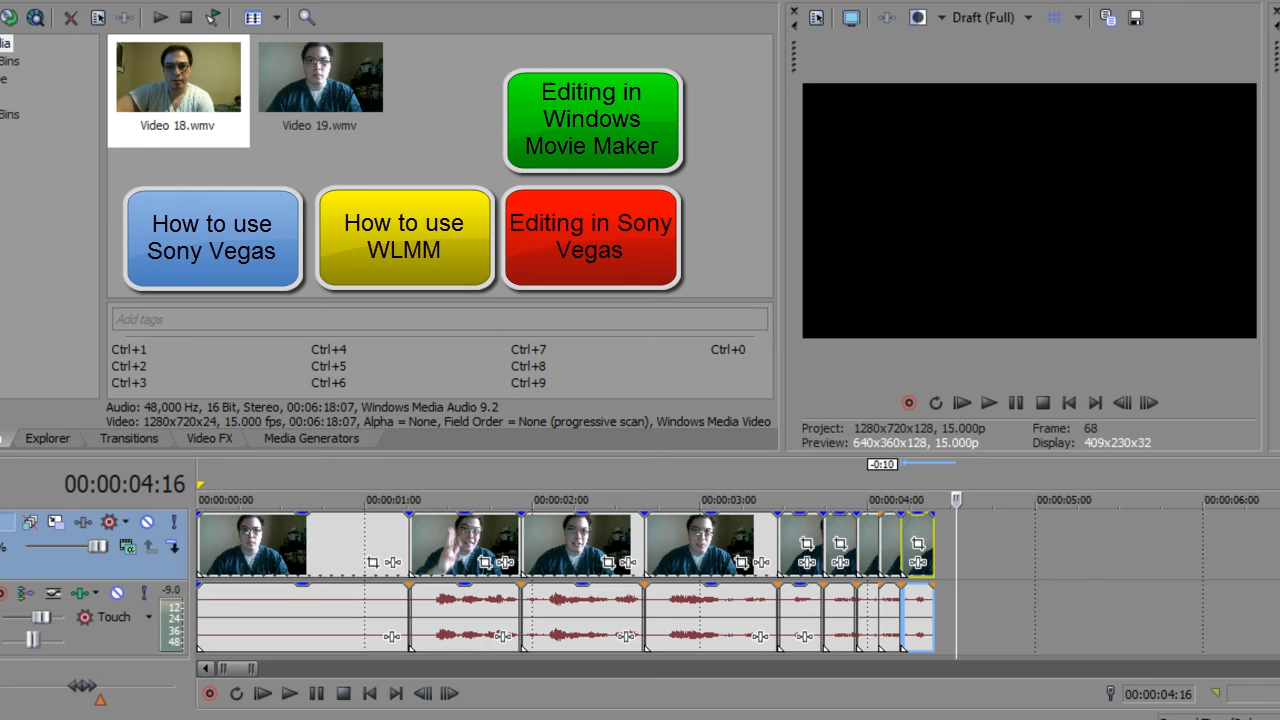 Draft (Full)
Bins
Bins
Video 18.wmv
Video 19.wmv
Editing in
Windows
Movie Maker
How to use
Sony Vegas
How to use
WLMM
Editing in Sony
Vegas
Add tags
Ctrl+1
Ctrl+4
Ctrl+7
Ctrl+0
Ctrl+2
Ctrl+5
Ctrl+8
Ctrl+3
Ctrl+6
Ctrl+9
Audio: 48,000 Hz, 16 Bit, Stereo, 00:06:18:07, Windows Media Audio 9.2
Video: 1280x720x24, 15.000 fps, 00:06:18:07, Alpha = None, Field Order = None (progressive scan), Windows Media Video
Explorer
Transitions
Video FX
Media Generators
Project: 1280x720x128, 15.000p
Frame: 68
Preview: 640x360x128, 15.000p
Display: 409x230x32
-0:10
00:00:04:16
00:00:00:00
00:00:01:00
00:00:02:00
00:00:03:00
00:00:04:00
00:00:05:00
00:00:06:00
%
-9.0
12
24
36
48
Touch
00:00:04:16